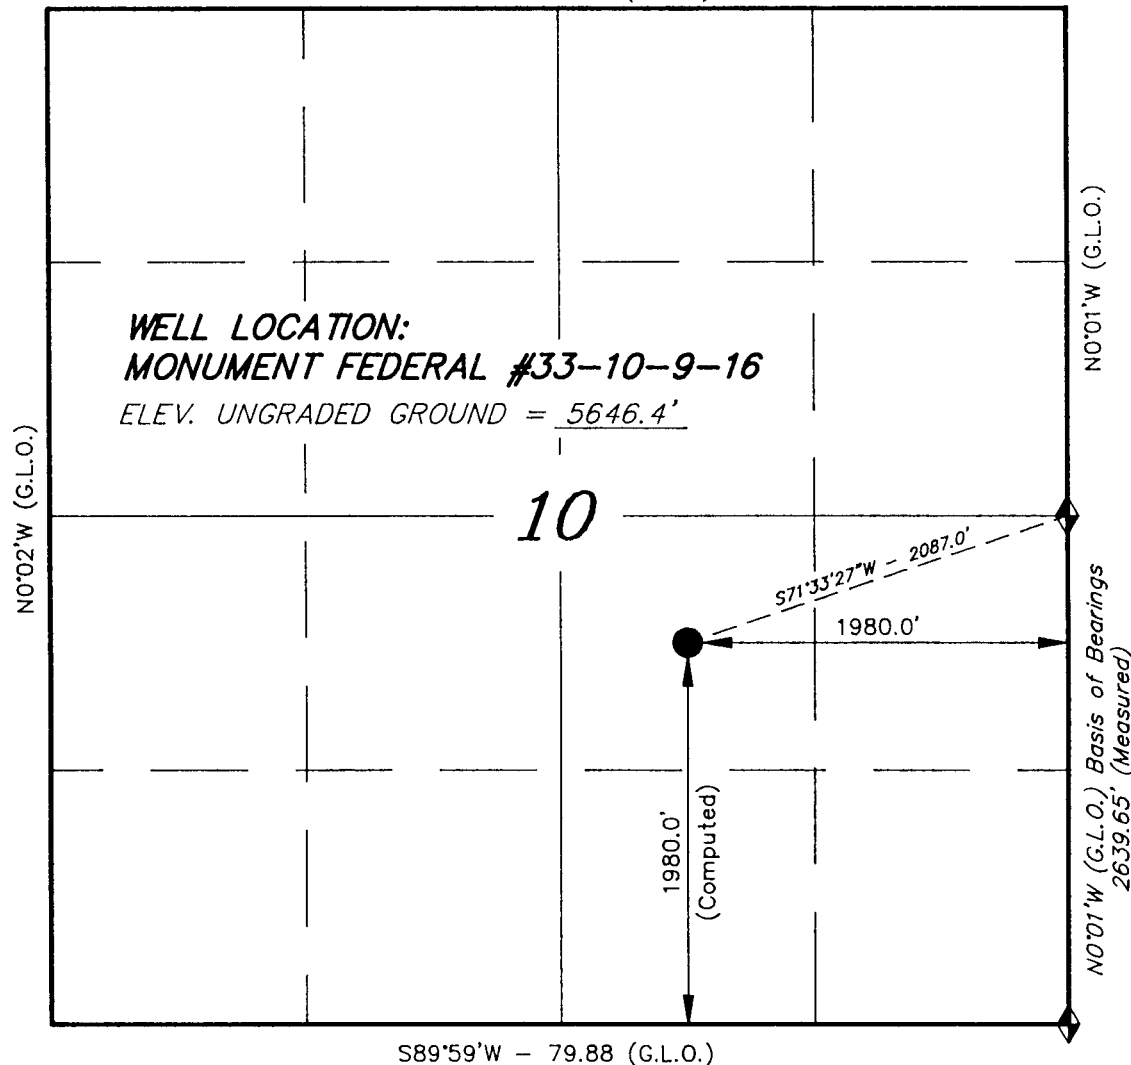 WELL LOCATION:
MONUMENT FEDERAL #33-10-9-16
ELEV. UNGRADED GROUND = 5646.4'
10
N0°02'W (G.L.O.)
N0°01'W (G.L.O.)
S71°33'27"W - 2087.0'
1980.0'
1980.0'
(Computed)
N0°01'W (G.L.O.) Basis of Bearings
2639.65' (Measured)
S89°59'W - 79.88 (G.L.O.)